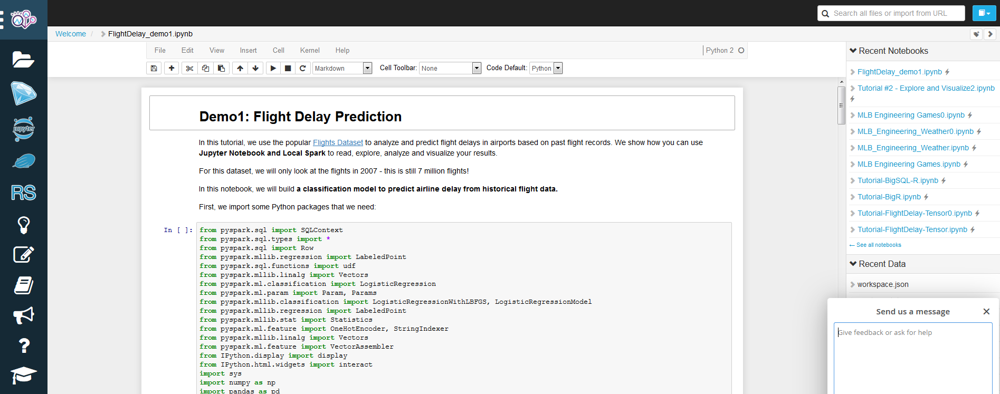 Search all files or import from URL
Welcome / FlightDelay_demo1.ipynb
File Edit View Insert Cell Kernel Help Python 2
Markdown Cell Toolbar: None Code Default: Python
Demo1: Flight Delay Prediction
In this tutorial, we use the popular Flights Dataset to analyze and predict flight delays in airports based on past flight records. We show how you can use
Jupyter Notebook and Local Spark to read, explore, analyze and visualize your results.
For this dataset, we will only look at the flights in 2007 - this is still 7 million flights!
In this notebook, we will build a classification model to predict airline delay from historical flight data.
First, we import some Python packages that we need:
In [ ]:
from pyspark.sql import SQLContext
from pyspark.sql.types import *
from pyspark.sql import Row
from pyspark.mllib.regression import LabeledPoint
from pyspark.sql.functions import udf
from pyspark.mllib.linalg import Vectors
from pyspark.ml.classification import LogisticRegression
from pyspark.ml.param import Param, Params
from pyspark.mllib.classification import LogisticRegressionWithLBFGS, LogisticRegressionModel
from pyspark.mllib.regression import LabeledPoint
from pyspark.mllib.stat import Statistics
from pyspark.ml.feature import OneHotEncoder, StringIndexer
from pyspark.mllib.linalg import Vectors
from pyspark.ml.feature import VectorAssembler
from IPython.display import display
from IPython.html.widgets import interact
import sys
import numpy as np
import pandas as pd
jupyter
RS
?
Recent Notebooks
FlightDelay_demo1.ipynb
Tutorial #2 - Explore and Visualize2.ipynb
MLB Engineering Games0.ipynb
MLB_Engineering_Weather0.ipynb
MLB_Engineering_Weather.ipynb
MLB Engineering Games.ipynb
Tutorial-BigSQL-R.ipynb
Tutorial-BigR.ipynb
Tutorial-FlightDelay-Tensor0.ipynb
Tutorial-FlightDelay-Tensor.ipynb
← See all notebooks
Recent Data
workspace.json
Send us a message
Give feedback or ask for help